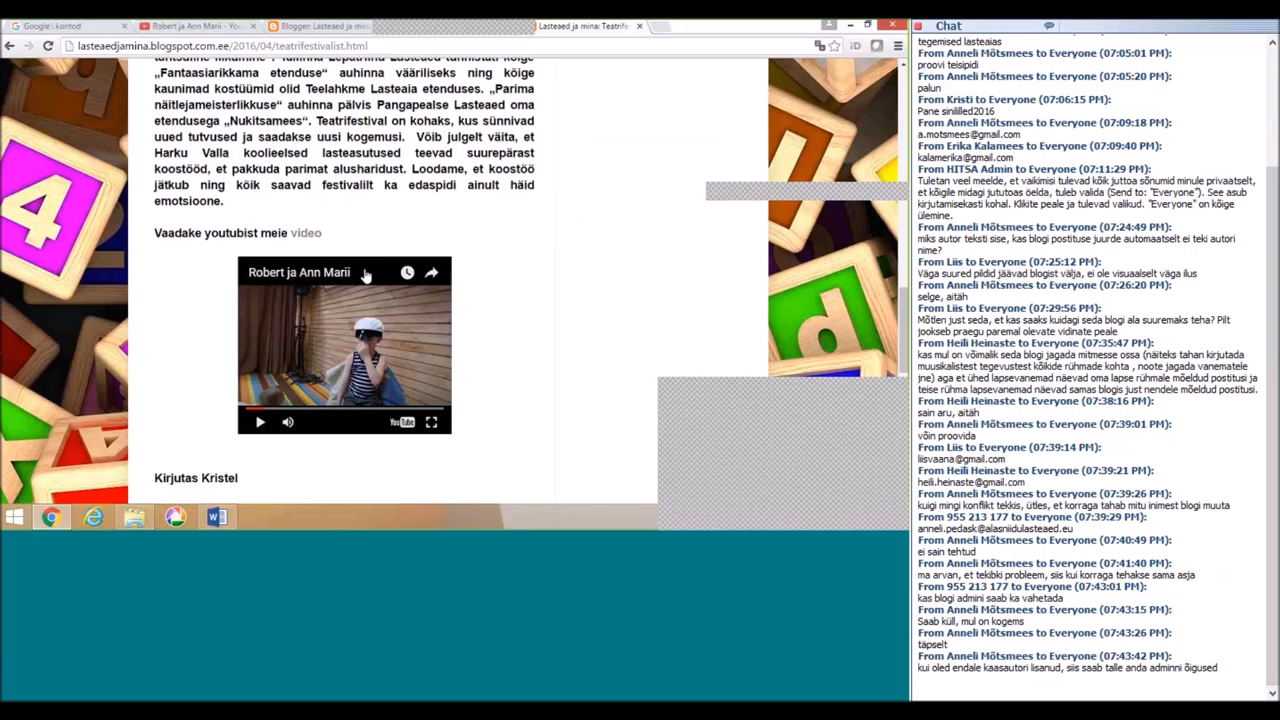 Google'i kontod
Robert ja Ann Marii - You
Blogger: Lasteaed ja mina
Lasteaed ja mina: Teatrife
lasteaedjamina.blogspot.com.ee/2016/04/teatrifestivalist.html
„Fantaasiarikkama etenduse“ auhinna vääriliseks ning kõige
kaunimad kostüümid olid Teelahkme Lasteaia etenduses. „Parima
näitlejameisterlikkuse“ auhinna pälvis Pangapealse Lasteaed oma
etendusega „Nukitsamees“. Teatrifestival on kohaks, kus sünnivad
uued tutvused ja saadakse uusi kogemusi. Võib julgelt väita, et
Harku Valla koolieelsed lasteasutused teevad suurepärast
koostööd, et pakkuda parimat alusharidust. Loodame, et koostöö
jätkub ning kõik saavad festivalilt ka edaspidi ainult häid
emotsioone.
Vaadake youtubist meie video
Robert ja Ann Marii
YouTube
Kirjutas Kristel
4
d
Chat
tegemised lasteaias
From Anneli Mõtsmees to Everyone (07:05:01 PM):
proovi teisipidi
From Anneli Mõtsmees to Everyone (07:05:20 PM):
palun
From Kristi to Everyone (07:06:15 PM):
Pane sinililled2016
From Anneli Mõtsmees to Everyone (07:09:18 PM):
a.motsmees@gmail.com
From Erika Kalamees to Everyone (07:09:40 PM):
kalamerika@gmail.com
From HITSA Admin to Everyone (07:11:29 PM):
Tuletan veel meelde, et vaikimisi tulevad kõik juttoa sõnumid minule privaatselt,
et kõigile midagi jututoas öelda, tuleb valida (Send to: "Everyone"). See asub
kirjutamisekasti kohal. Klikite peale ja tulevad valikud. "Everyone" on kõige
ülemine.
From Anneli Mõtsmees to Everyone (07:24:49 PM):
miks autor teksti sise, kas blogi postituse juurde automaatselt ei teki autori
nime?
From Liis to Everyone (07:25:12 PM):
Väga suured pildid jäävad blogist välja, ei ole visuaalselt väga ilus
From Anneli Mõtsmees to Everyone (07:26:20 PM):
selge, aitäh
From Liis to Everyone (07:29:56 PM):
Mõtlen just seda, et kas saaks kuidagi seda blogi ala suuremaks teha? Pilt
jookseb praegu paremal olevate vidinate peale
From Heili Heinaste to Everyone (07:35:47 PM):
kas mul on võimalik seda blogi jagada mitmesse ossa (näiteks tahan kirjutada
muusikalistest tegevustest kõikide rühmade kohta , noote jagada vanematele
jne) aga et ühed lapsevanemad näevad oma lapse rühmale mõeldud postitusi ja
teise rühma lapsevanemad näevad samas blogis just nendele mõeldud postitusi.
From Heili Heinaste to Everyone (07:38:16 PM):
sain aru, aitäh
From Anneli Mõtsmees to Everyone (07:39:01 PM):
võin proovida
From Liis to Everyone (07:39:14 PM):
liisvaana@gmail.com
From Heili Heinaste to Everyone (07:39:21 PM):
heili.heinaste@gmail.com
From Anneli Mõtsmees to Everyone (07:39:26 PM):
kuigi mingi konflikt tekkis, ütles, et korraga tahab mitu inimest blogi muuta
From 955 213 177 to Everyone (07:39:29 PM):
anneli.pedask@alasniidulasteaed.eu
From Anneli Mõtsmees to Everyone (07:40:49 PM):
ei sain tehtud
From Anneli Mõtsmees to Everyone (07:41:40 PM):
ma arvan, et tekibki probleem, siis kui korraga tehakse sama asja
From 955 213 177 to Everyone (07:43:01 PM):
kas blogi admini saab ka vahetada
From Anneli Mõtsmees to Everyone (07:43:15 PM):
Saab küll, mul on kogems
From Anneli Mõtsmees to Everyone (07:43:26 PM):
täpselt
From Anneli Mõtsmees to Everyone (07:43:42 PM):
kui oled endale kaasautori lisanud, siis saab talle anda adminni õigused